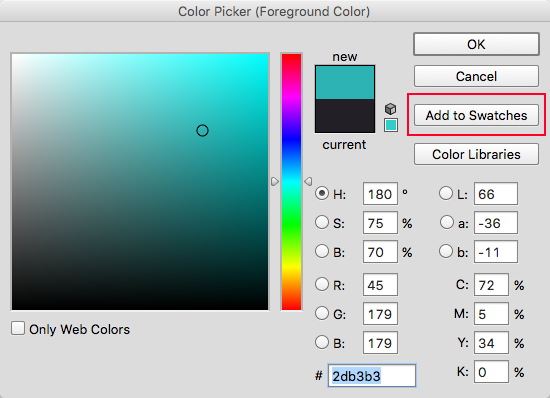 Color Picker (Foreground Color)
new
current
OK
Cancel
Add to Swatches
Color Libraries
H: 180 °
S: 75 %
B: 70 %
R: 45
G: 179
B: 179
# 2db3b3
L: 66
a: -36
b: -11
C: 72 %
M: 5 %
Y: 34 %
K: 0 %
Only Web Colors